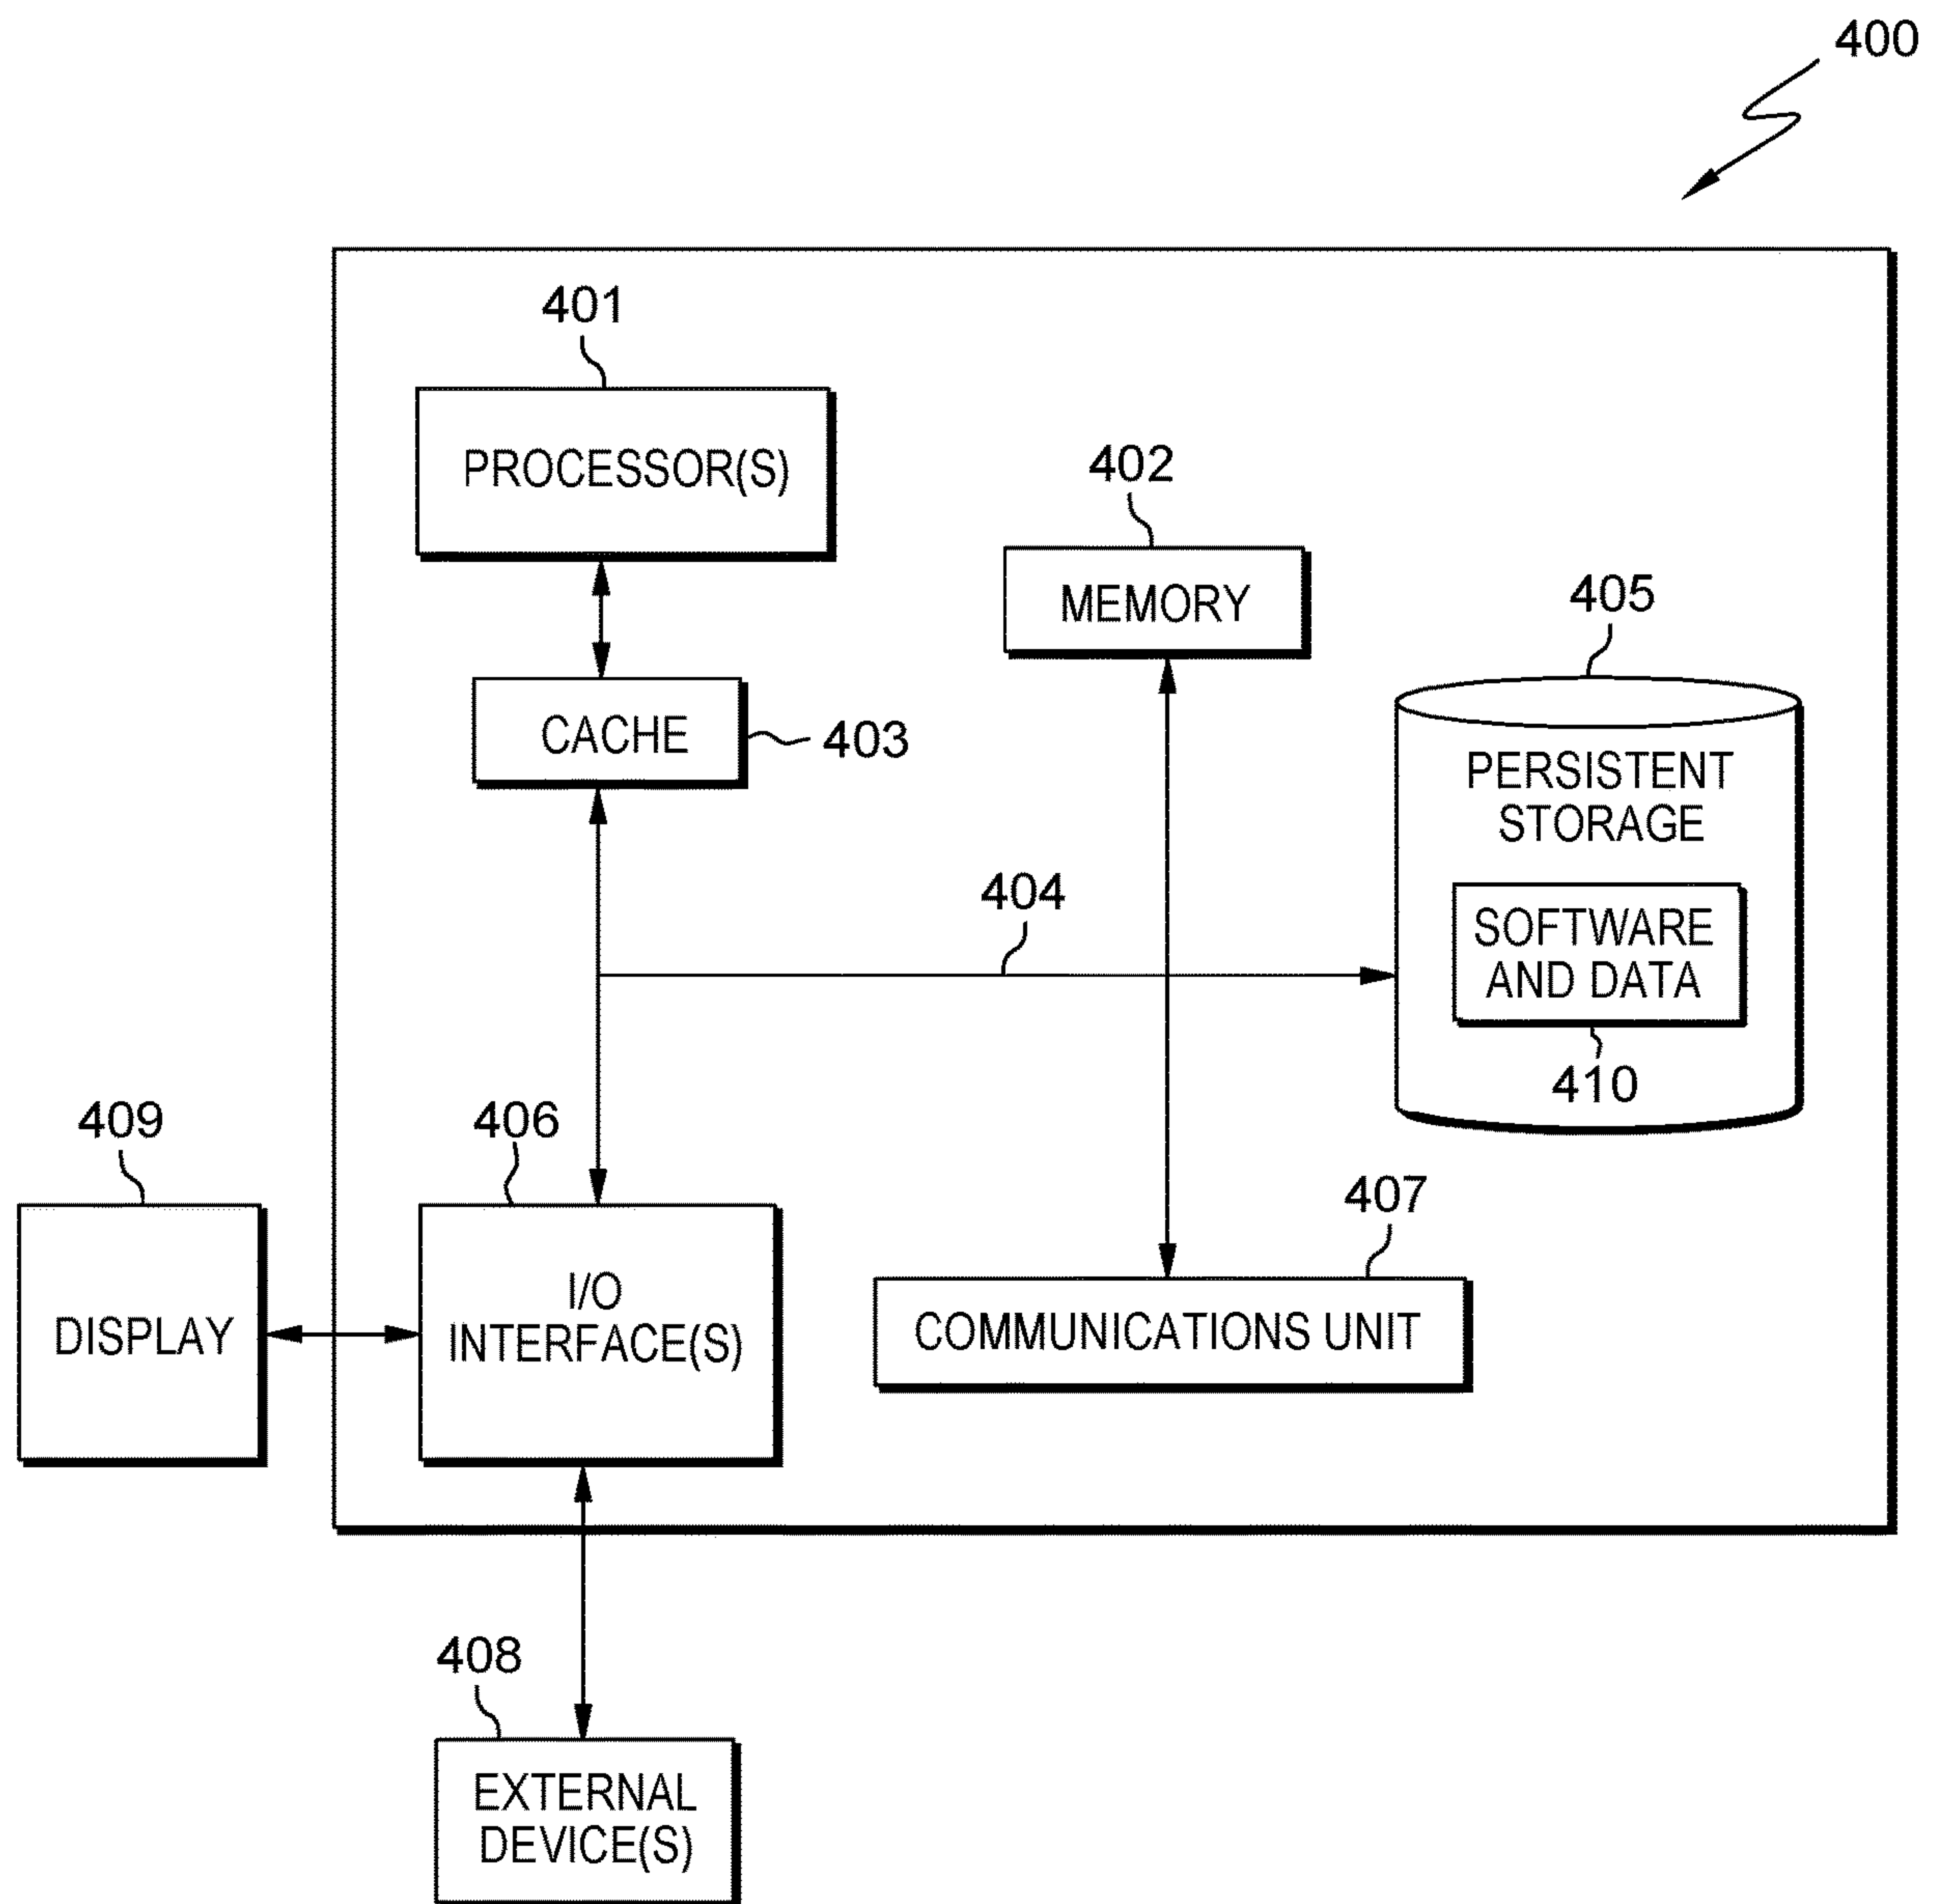 400
401
PROCESSOR(S)
402
MEMORY
405
CACHE
403
PERSISTENT
STORAGE
404
SOFTWARE
AND DATA
410
409
406
407
DISPLAY
I/O
INTERFACE(S)
COMMUNICATIONS UNIT
408
EXTERNAL
DEVICE(S)